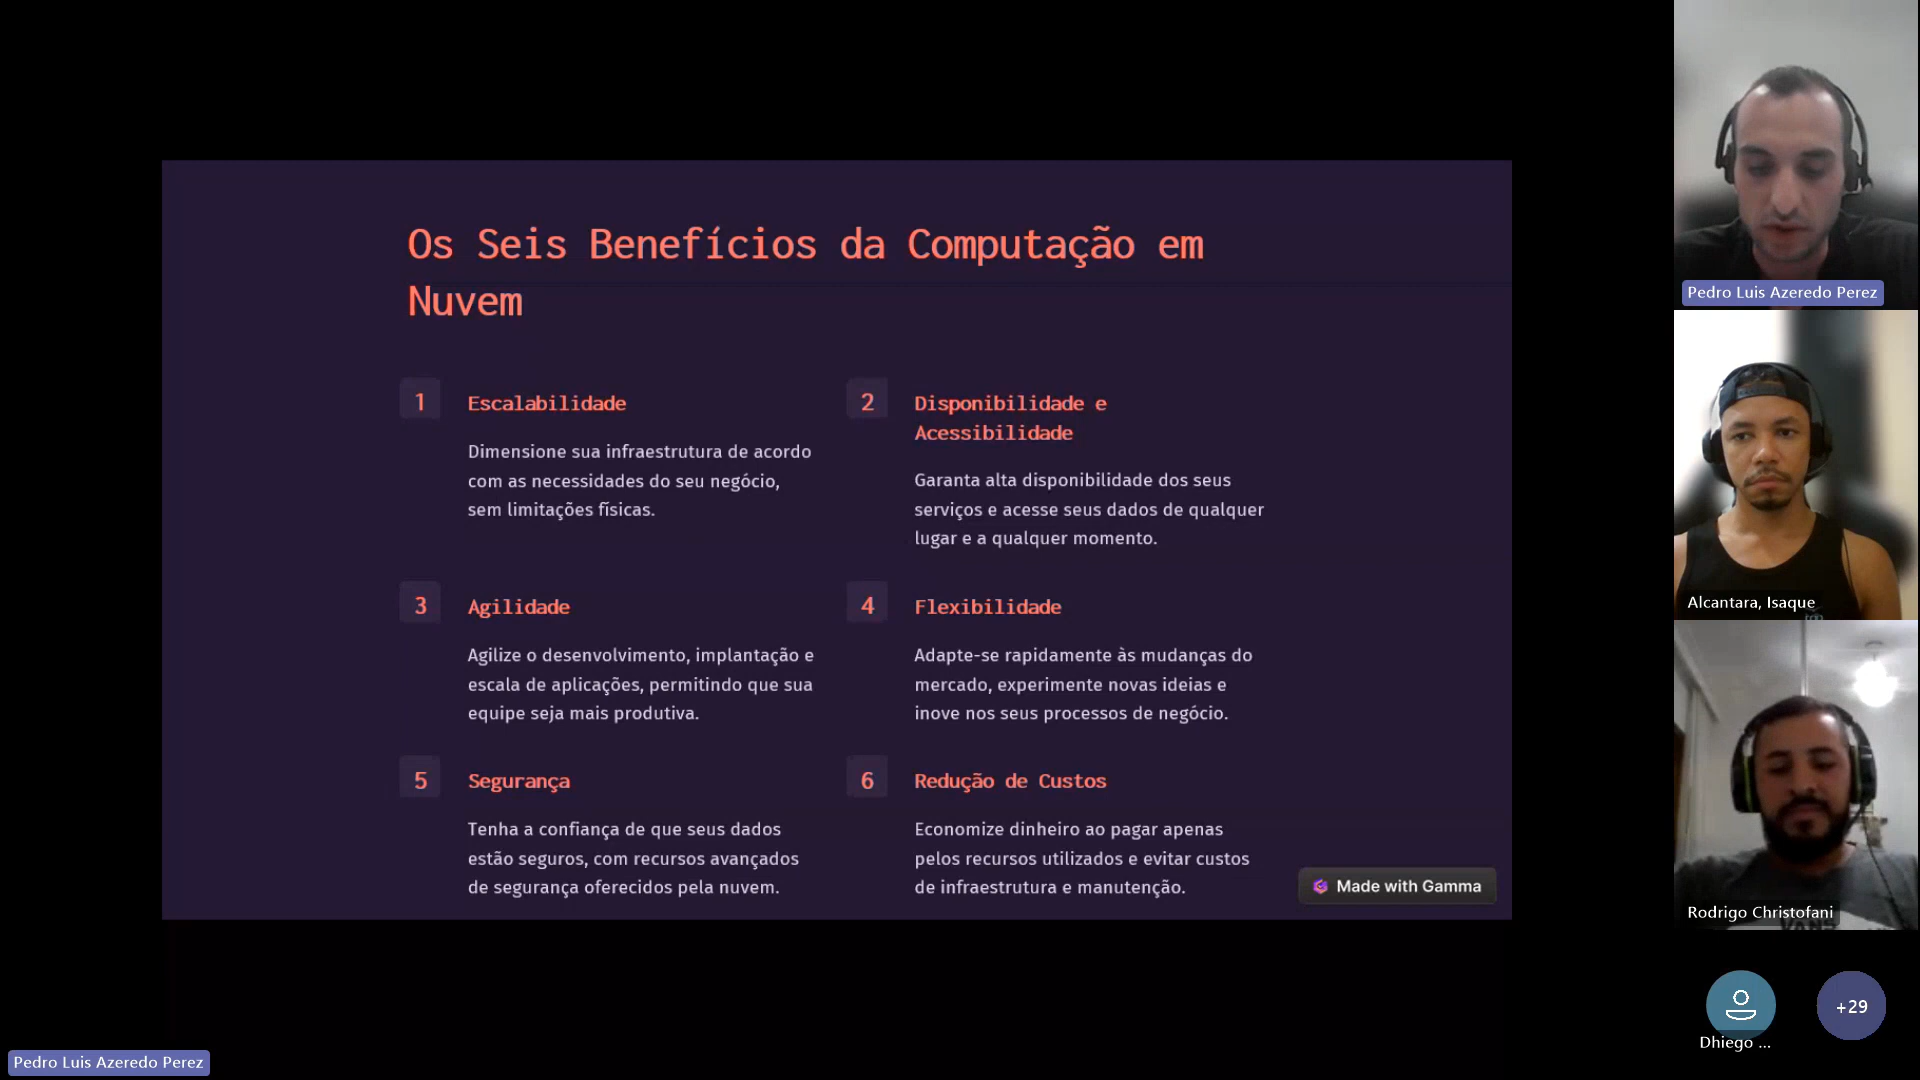 Os Seis Benefícios da Computação em
Nuvem
1
Escalabilidade
Dimensione sua infraestrutura de acordo
com as necessidades do seu negócio,
sem limitações físicas.
2
Disponibilidade e
Acessibilidade
Garanta alta disponibilidade dos seus
serviços e acesse seus dados de qualquer
lugar e a qualquer momento.
3
Agilidade
Agilize o desenvolvimento, implantação e
escala de aplicações, permitindo que sua
equipe seja mais produtiva.
4
Flexibilidade
Adapte-se rapidamente às mudanças do
mercado, experimente novas ideias e
inove nos seus processos de negócio.
5
Segurança
Tenha a confiança de que seus dados
estão seguros, com recursos avançados
de segurança oferecidos pela nuvem.
6
Redução de Custos
Economize dinheiro ao pagar apenas
pelos recursos utilizados e evitar custos
de infraestrutura e manutenção.
Made with Gamma
Pedro Luis Azeredo Perez
Alcantara, Isaque
Rodrigo Christofani
VANS
Dhiego ...
+29
Pedro Luis Azeredo Perez